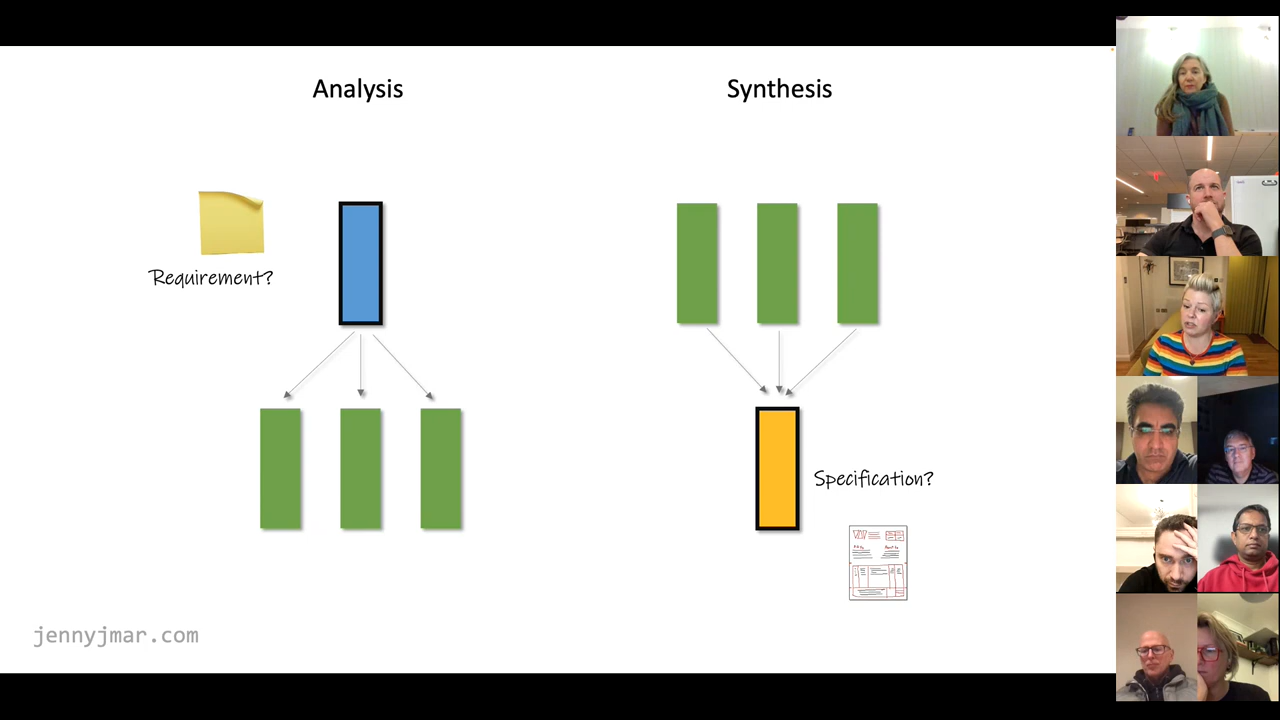 Analysis
Synthesis
Requirement?
Specification?
jennyjmar.com